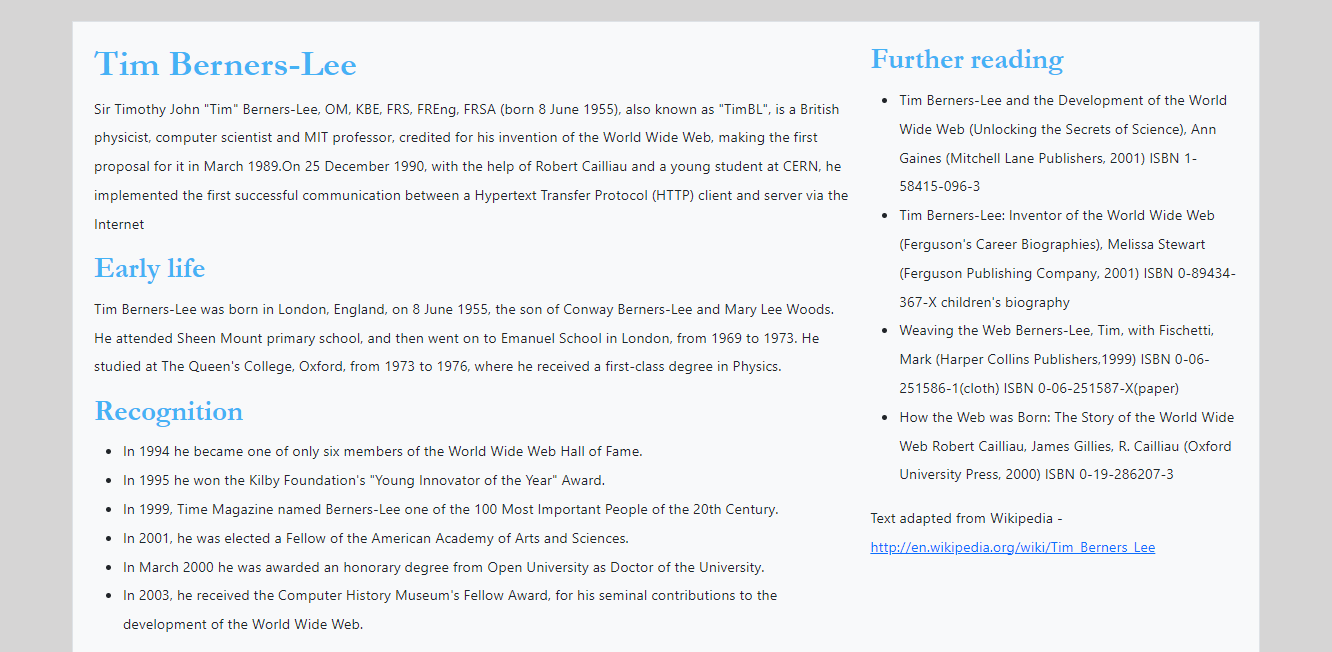 Tim Berners-Lee
Sir Timothy John "Tim" Berners-Lee, OM, KBE, FRS, FREng, FRSA (born 8 June 1955), also known as "TimBL", is a British
physicist, computer scientist and MIT professor, credited for his invention of the World Wide Web, making the first
proposal for it in March 1989.On 25 December 1990, with the help of Robert Cailliau and a young student at CERN, he
implemented the first successful communication between a Hypertext Transfer Protocol (HTTP) client and server via the
Internet
Early life
Tim Berners-Lee was born in London, England, on 8 June 1955, the son of Conway Berners-Lee and Mary Lee Woods.
He attended Sheen Mount primary school, and then went on to Emanuel School in London, from 1969 to 1973. He
studied at The Queen's College, Oxford, from 1973 to 1976, where he received a first-class degree in Physics.
Recognition
• In 1994 he became one of only six members of the World Wide Web Hall of Fame.
• In 1995 he won the Kilby Foundation's "Young Innovator of the Year" Award.
• In 1999, Time Magazine named Berners-Lee one of the 100 Most Important People of the 20th Century.
• In 2001, he was elected a Fellow of the American Academy of Arts and Sciences.
• In March 2000 he was awarded an honorary degree from Open University as Doctor of the University.
• In 2003, he received the Computer History Museum's Fellow Award, for his seminal contributions to the
development of the World Wide Web.
Further reading
• Tim Berners-Lee and the Development of the World
Wide Web (Unlocking the Secrets of Science), Ann
Gaines (Mitchell Lane Publishers, 2001) ISBN 1-
58415-096-3
• Tim Berners-Lee: Inventor of the World Wide Web
(Ferguson's Career Biographies), Melissa Stewart
(Ferguson Publishing Company, 2001) ISBN 0-89434-
367-X children's biography
• Weaving the Web Berners-Lee, Tim, with Fischetti,
Mark (Harper Collins Publishers,1999) ISBN 0-06-
251586-1(cloth) ISBN 0-06-251587-X(paper)
• How the Web was Born: The Story of the World Wide
Web Robert Cailliau, James Gillies, R. Cailliau (Oxford
University Press, 2000) ISBN 0-19-286207-3
Text adapted from Wikipedia -
http://en.wikipedia.org/wiki/Tim_Berners_Lee